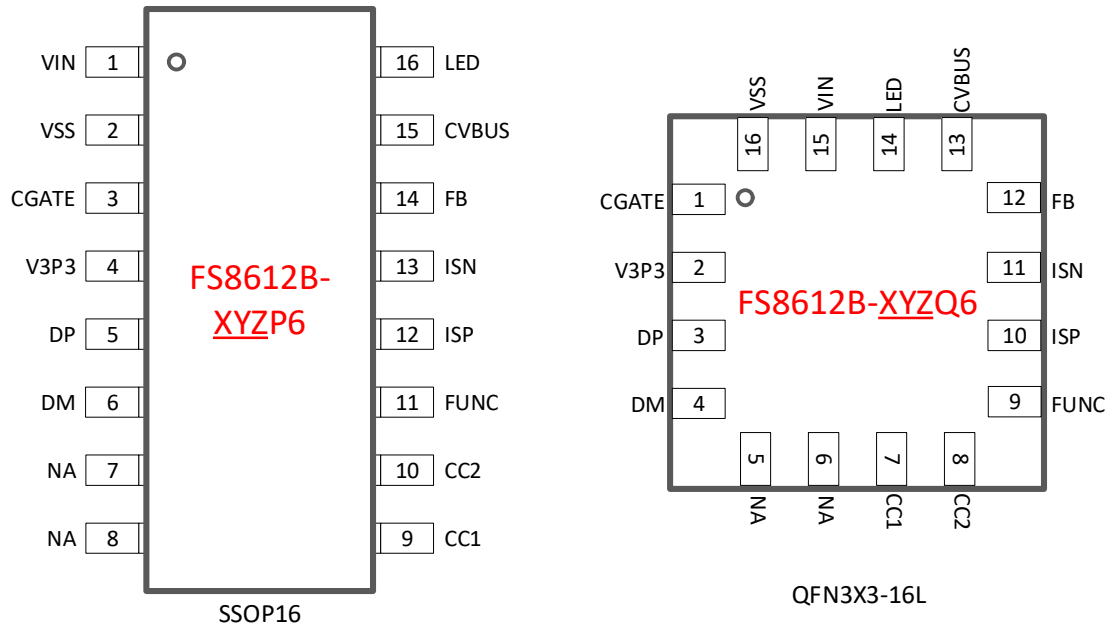 VIN 1 16 LED
VSS 2 15 CVBUS
CGATE 3 14 FB
V3P3 4 13 ISN
DP 5 12 ISP
DM 6 11 FUNC
NA 7 10 CC2
NA 8 9 CC1
FS8612B-
XYZP6
SSOP16
VSS VIN LED CVBUS
16 15 14 13
CGATE 1 12 FB
V3P3 2 11 ISN
FS8612B-XYZQ6
DP 3 10 ISP
DM 4 9 FUNC
5 6 7 8
NA NA CC1 CC2
QFN3X3-16L